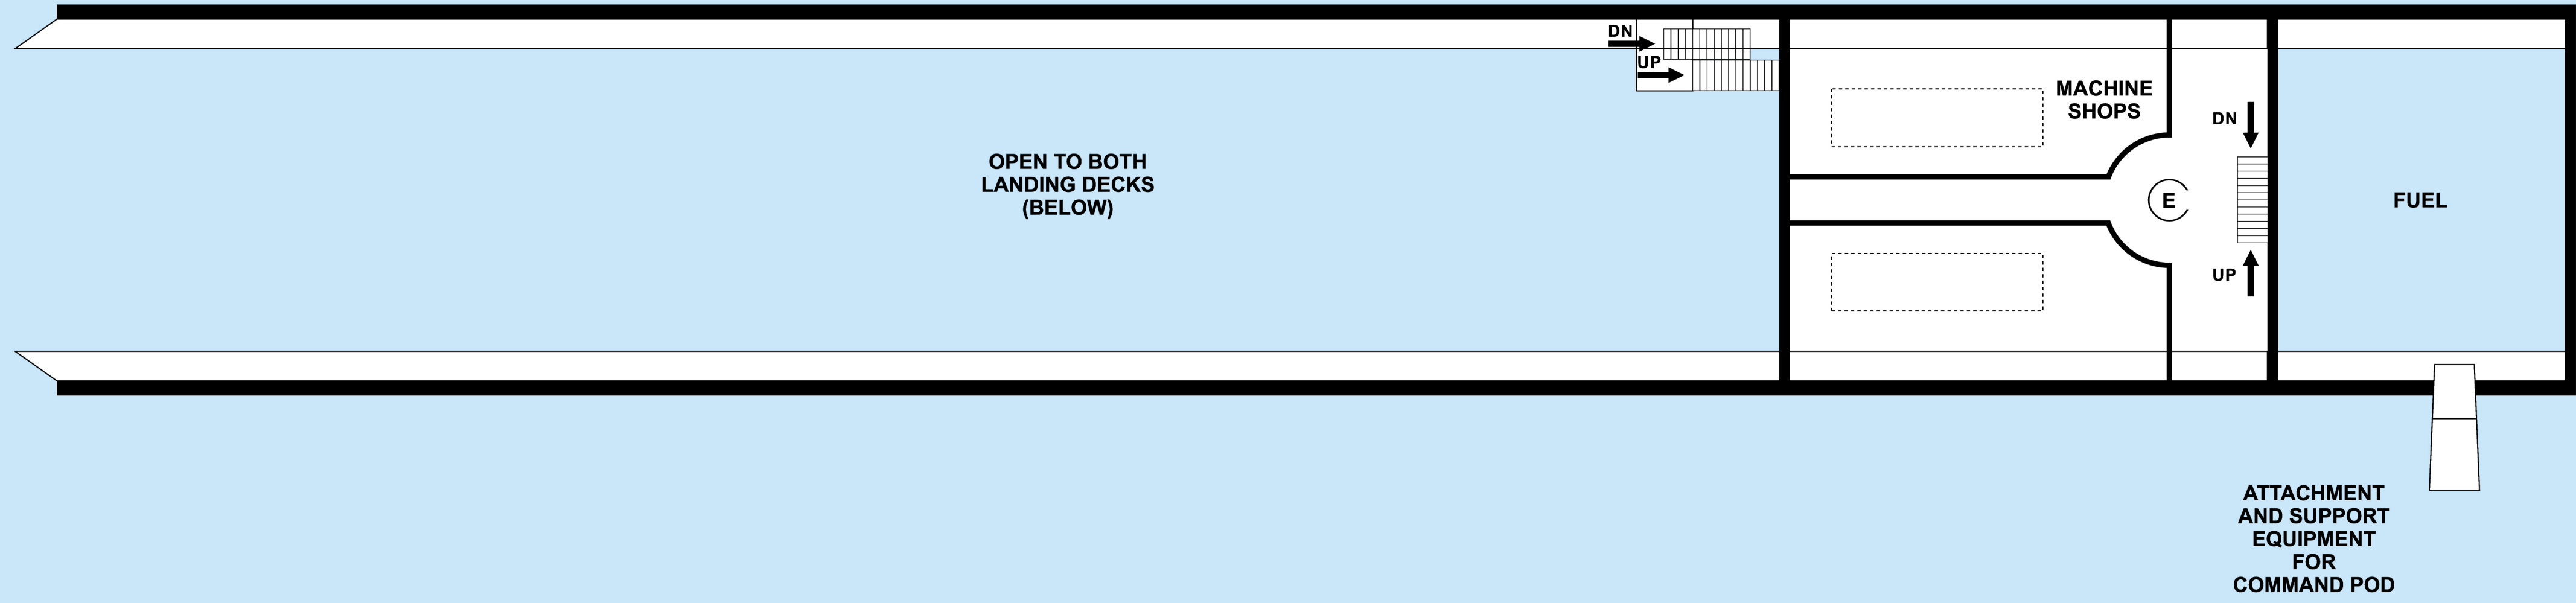 DN
UP
OPEN TO BOTH
LANDING DECKS
(BELOW)
MACHINE
SHOPS
E
DN
UP
FUEL
ATTACHMENT
AND SUPPORT
EQUIPMENT
FOR
COMMAND POD